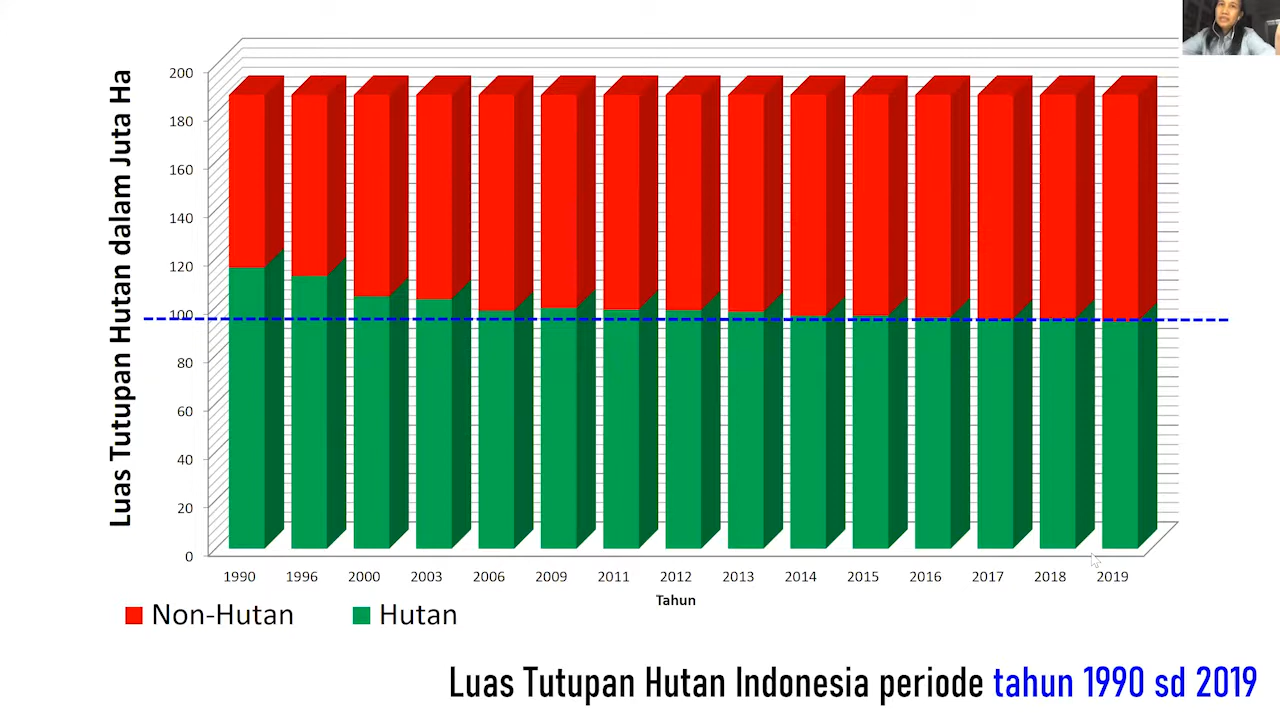 Luas Tutupan Hutan dalam Juta Ha
200
180
160
140
120
100
80
60
40
20
0
1990 1996 2000 2003 2006 2009 2011 2012 2013 2014 2015 2016 2017 2018 2019
Tahun
Non-Hutan Hutan
Luas Tutupan Hutan Indonesia periode tahun 1990 sd 2019